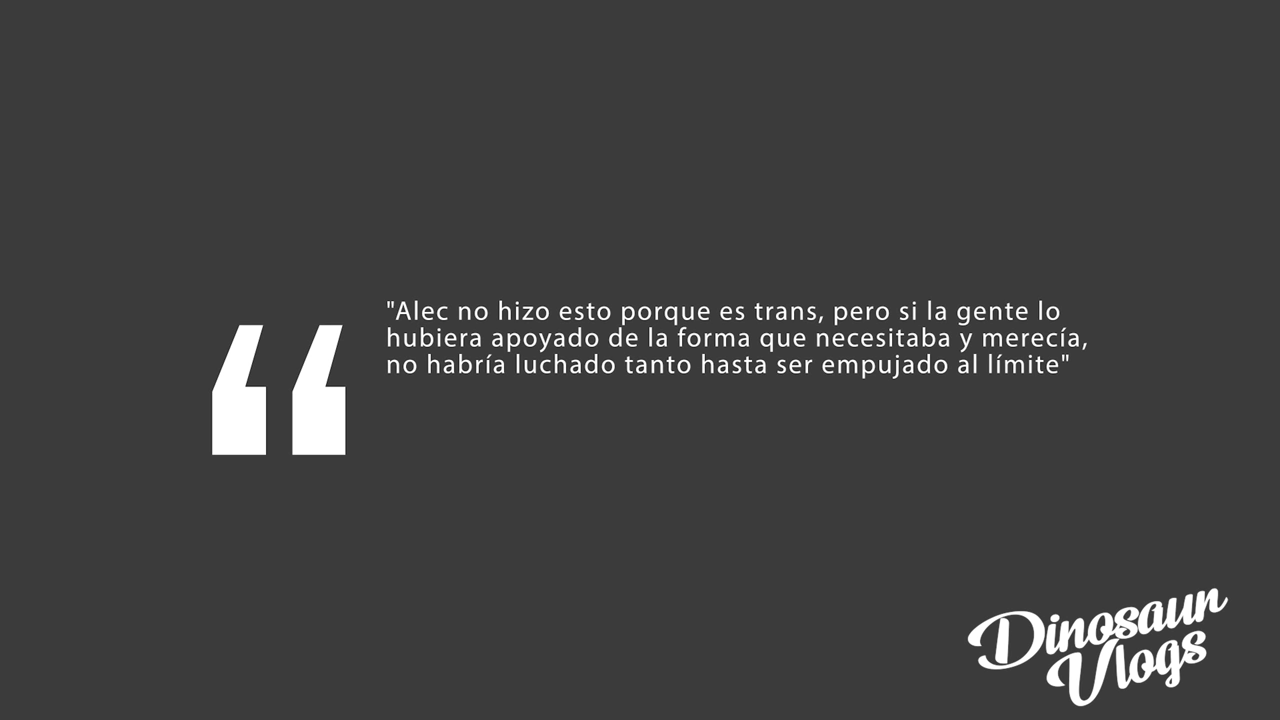 "Alec no hizo esto porque es trans, pero si la gente lo
hubiera apoyado de la forma que necesitaba y merecía,
no habría luchado tanto hasta ser empujado al límite"
Dinosaur
Vlogs